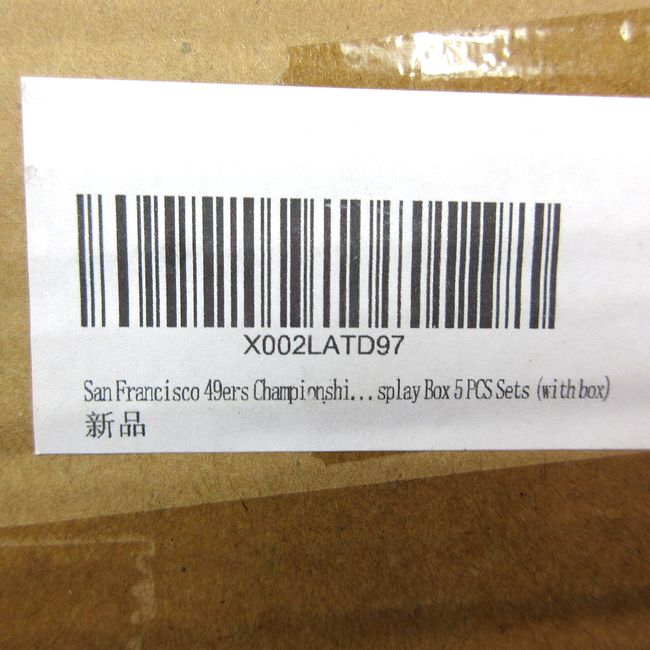 X002LATD97
San Francisco 49ers Championshi...splay Box 5 PCS Sets (with box)
新品